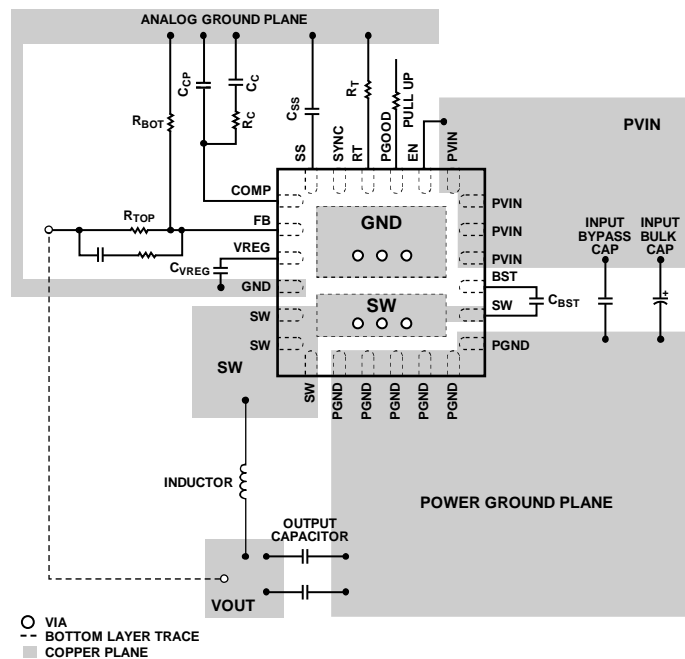 ANALOG GROUND PLANE
CCP
CC
RC
CSS
RT
PULL UP
RBOT
PVIN
SS
SYNC
RT
PGOOD
EN
PVIN
COMP
PVIN
RTOP
FB
GND
PVIN
INPUT
BYPASS
CAP
INPUT
BULK
CAP
VREG
PVIN
CVREG
BST
GND
SW
SW
CBST
+
SW
SW
PGND
SW
SW
PGND
PGND
PGND
PGND
PGND
INDUCTOR
POWER GROUND PLANE
OUTPUT
CAPACITOR
VOUT
VIA
BOTTOM LAYER TRACE
COPPER PLANE